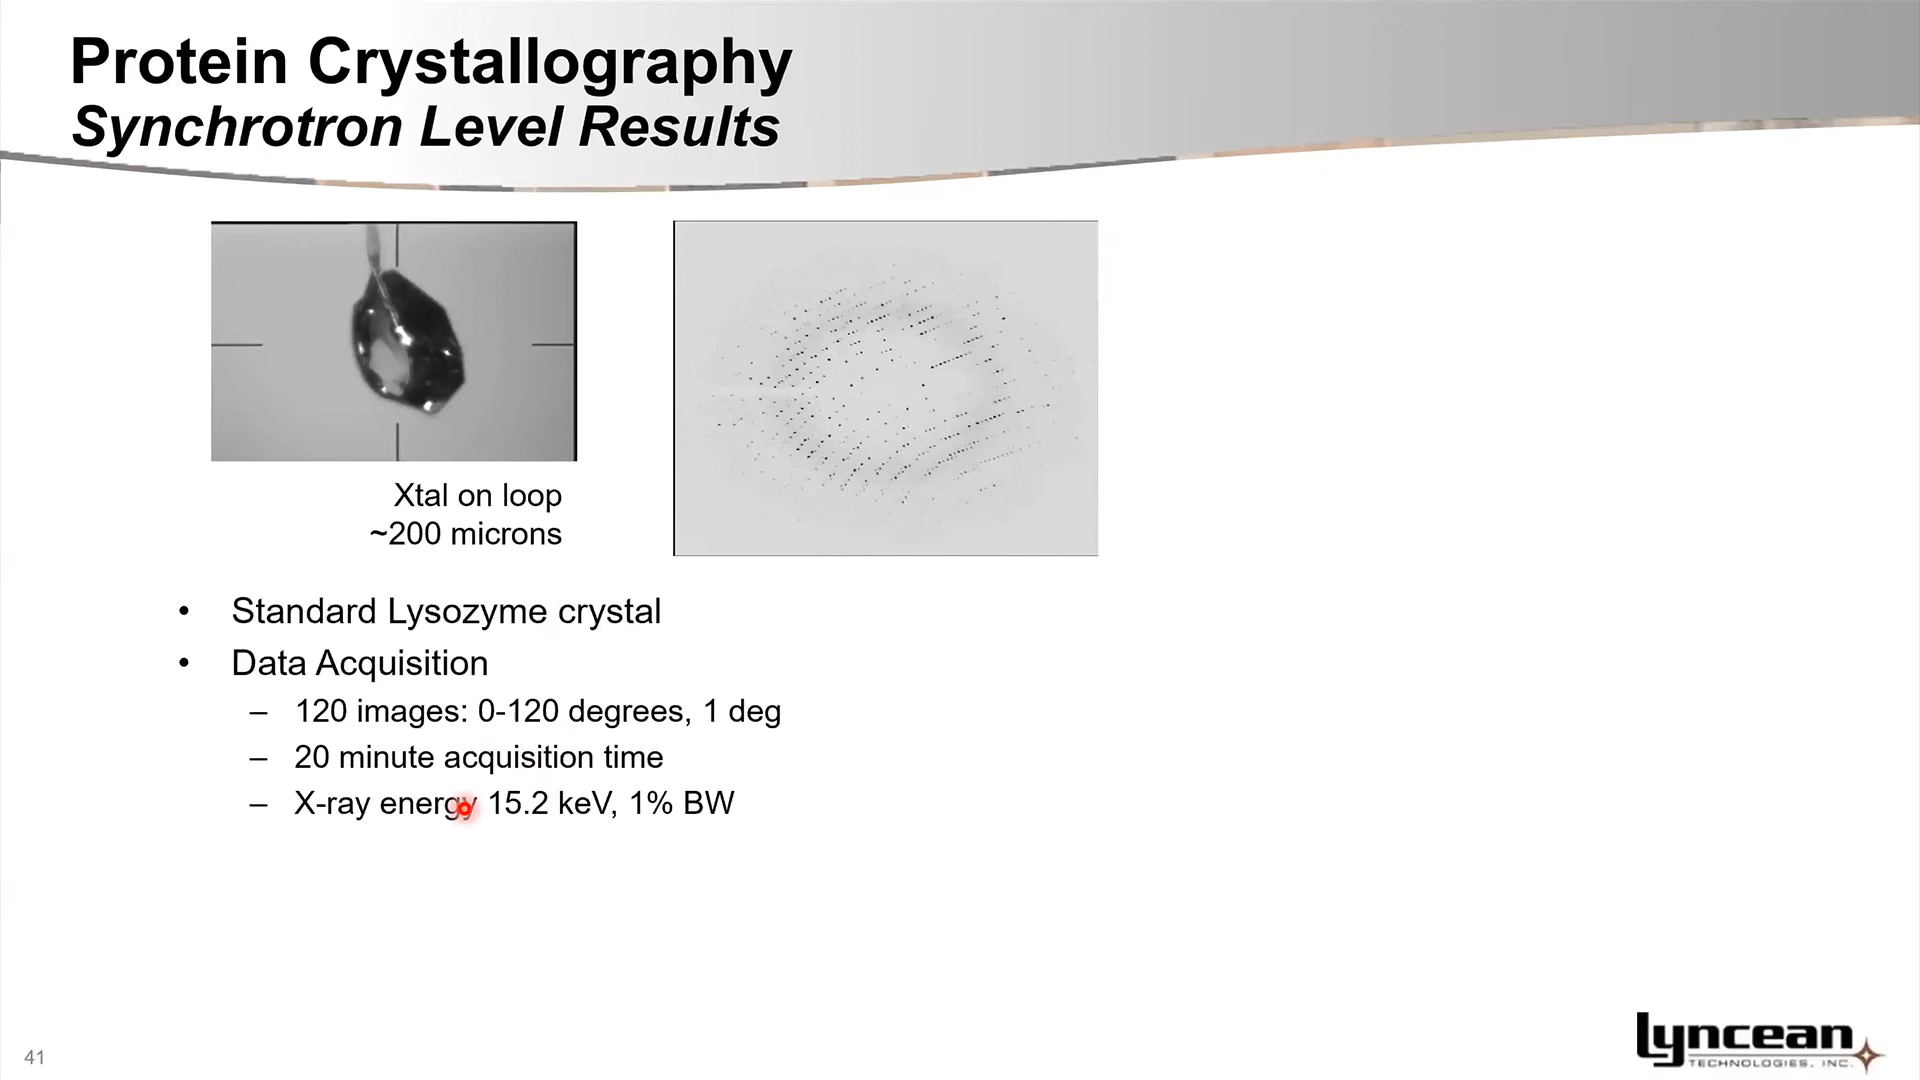 Protein Crystallography
Synchrotron Level Results
Xtal on loop
~200 microns
• Standard Lysozyme crystal
• Data Acquisition
– 120 images: 0-120 degrees, 1 deg
– 20 minute acquisition time
– X-ray energy 15.2 keV, 1% BW
41
lyncean
TECHNOLOGIES, INC.